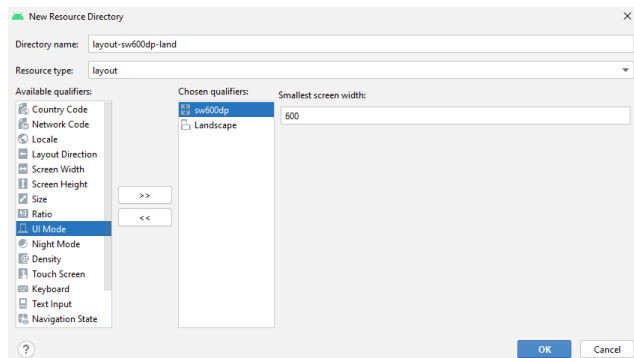 New Resource Directory
Directory name: layout-sw600dp-land
Resource type: layout
Available qualifiers:
Country Code
Network Code
Locale
Layout Direction
Screen Width
Screen Height
Size
Ratio
UI Mode
Night Mode
Density
Touch Screen
Keyboard
Text Input
Navigation State
>>
<<
Chosen qualifiers:
sw600dp
Landscape
Smallest screen width:
600
?
OK
Cancel